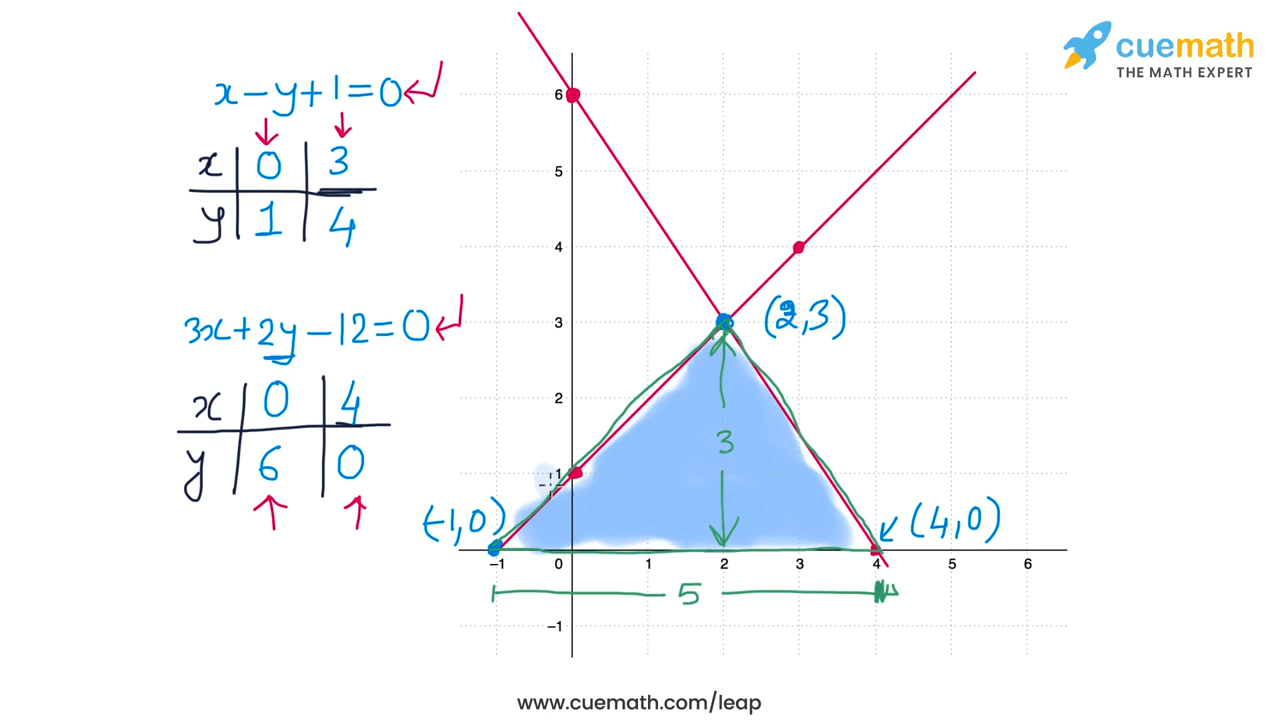 cuemath
THE MATH EXPERT
x-y+1=0
x 0 3
y 1 4
3x+2y-12=0
x 0 4
y 6 0
6
5
4
3
(2,3)
2
3
1
(-1,0)
(4,0)
-1 0 1 2 3 4 5 6
5
-1
www.cuemath.com/leap